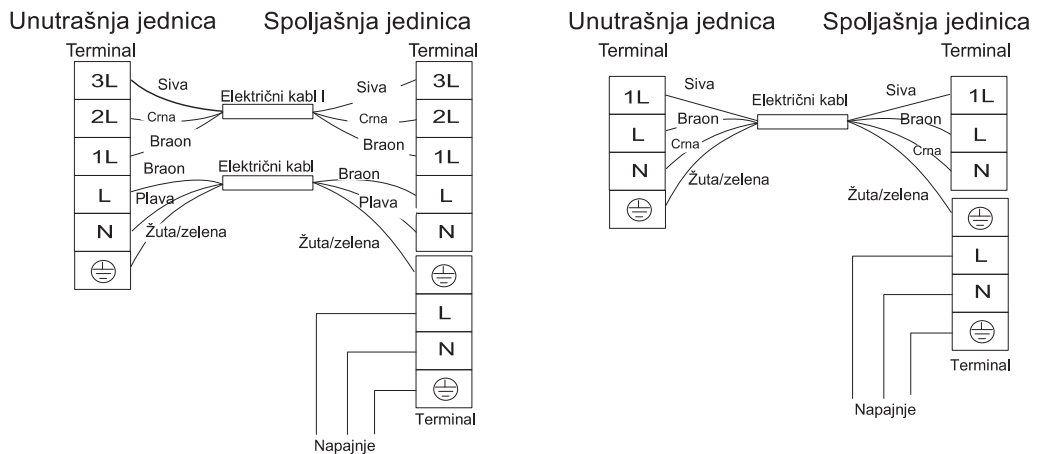 Unutrašnja jednica
Spoljašnja jedinica
Terminal
Terminal
3L
Siva
Siva
3L
Električni kabl I
2L
Crna
Crna
2L
Braon
Braon
1L
1L
Braon
Električni kabl
Braon
L
Plava
Plava
L
N
Žuta/zelena
Žuta/zelena
N
L
N
Terminal
Napajnje
Unutrašnja jednica
Spoljašnja jedinica
Terminal
Terminal
1L
Siva
Električni kabl
Siva
1L
L
Braon
Braon
L
N
Crna
Crna
N
Žuta/zelena
Žuta/zelena
L
N
Terminal
Napajnje